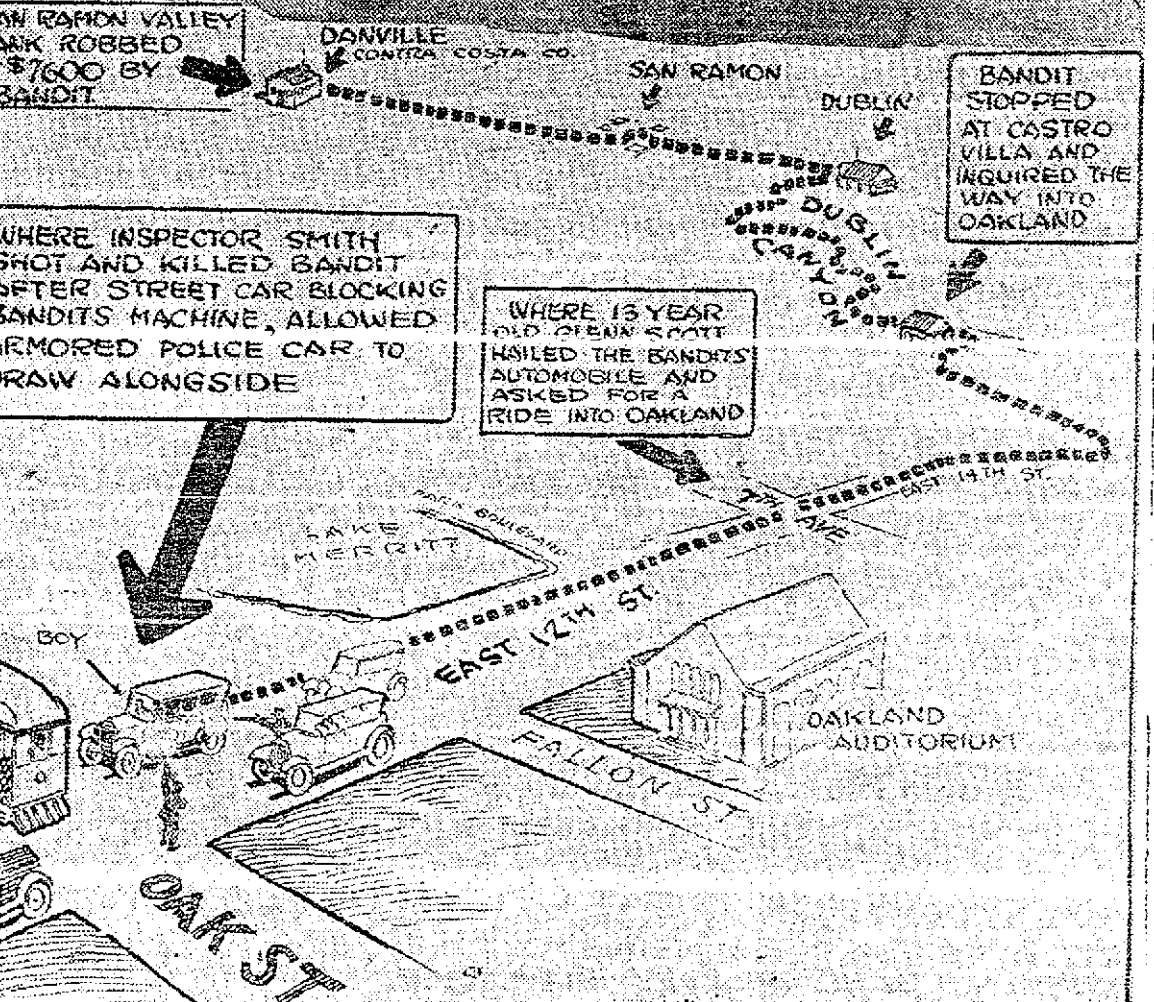 AN RAMON VALLEY
ANK ROBBED
$7600 BY
BANDIT
DANVILLE
CONTRA COSTA CO.
SAN RAMON
DUBLIN
BANDIT
STOPPED
AT CASTRO
VILLA AND
INQUIRED THE
WAY INTO
OAKLAND
DUBLIN
CANYON
WHERE INSPECTOR SMITH
SHOT AND KILLED BANDIT
AFTER STREET CAR BLOCKING
BANDITS MACHINE, ALLOWED
ARMORED POLICE CAR TO
DRAW ALONGSIDE
WHERE 13 YEAR
OLD GLENN SCOTT
HAILED THE BANDITS'
AUTOMOBILE AND
ASKED FOR A
RIDE INTO OAKLAND
EAST 14TH ST.
7TH AVE
PARK BOULEVARD
LAKE
MERRITT
EAST 12TH ST.
BOY
OAKLAND
AUDITORIUM
FALLON ST.
OAK ST